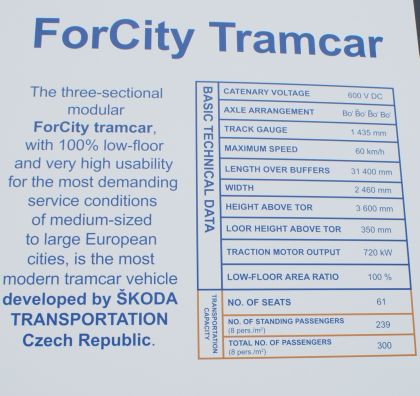 ForCity Tramcar
The three-sectional
modular
ForCity tramcar,
with 100% low-floor
and very high usability
for the most demanding
service conditions
of medium-sized
to large European
cities, is the most
modern tramcar vehicle
developed by ŠKODA
TRANSPORTATION
Czech Republic.
BASIC TECHNICAL DATA
CATENARY VOLTAGE 600 V DC
AXLE ARRANGEMENT Bo' B̄o' B̄o' Bo'
TRACK GAUGE 1 435 mm
MAXIMUM SPEED 60 km/h
LENGTH OVER BUFFERS 31 400 mm
WIDTH 2 460 mm
HEIGHT ABOVE TOR 3 600 mm
LOOR HEIGHT ABOVE TOR 350 mm
TRACTION MOTOR OUTPUT 720 kW
LOW-FLOOR AREA RATIO 100 %
TRANSPORTATION
CAPACITY
NO. OF SEATS 61
NO. OF STANDING PASSENGERS 239
(8 pers./m²)
TOTAL NO. OF PASSENGERS 300
(8 pers./m²)